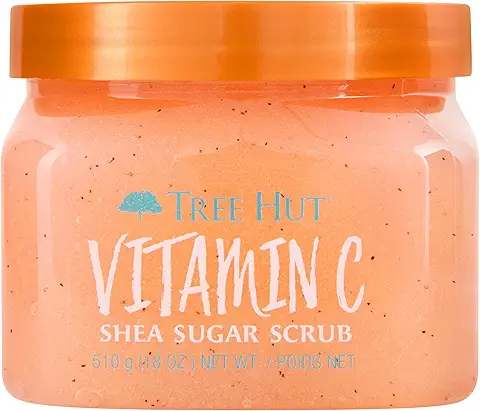 TREE HUT
VITAMIN C
SHEA SUGAR SCRUB
510 g (18 OZ) NET WT. / POIDS NET